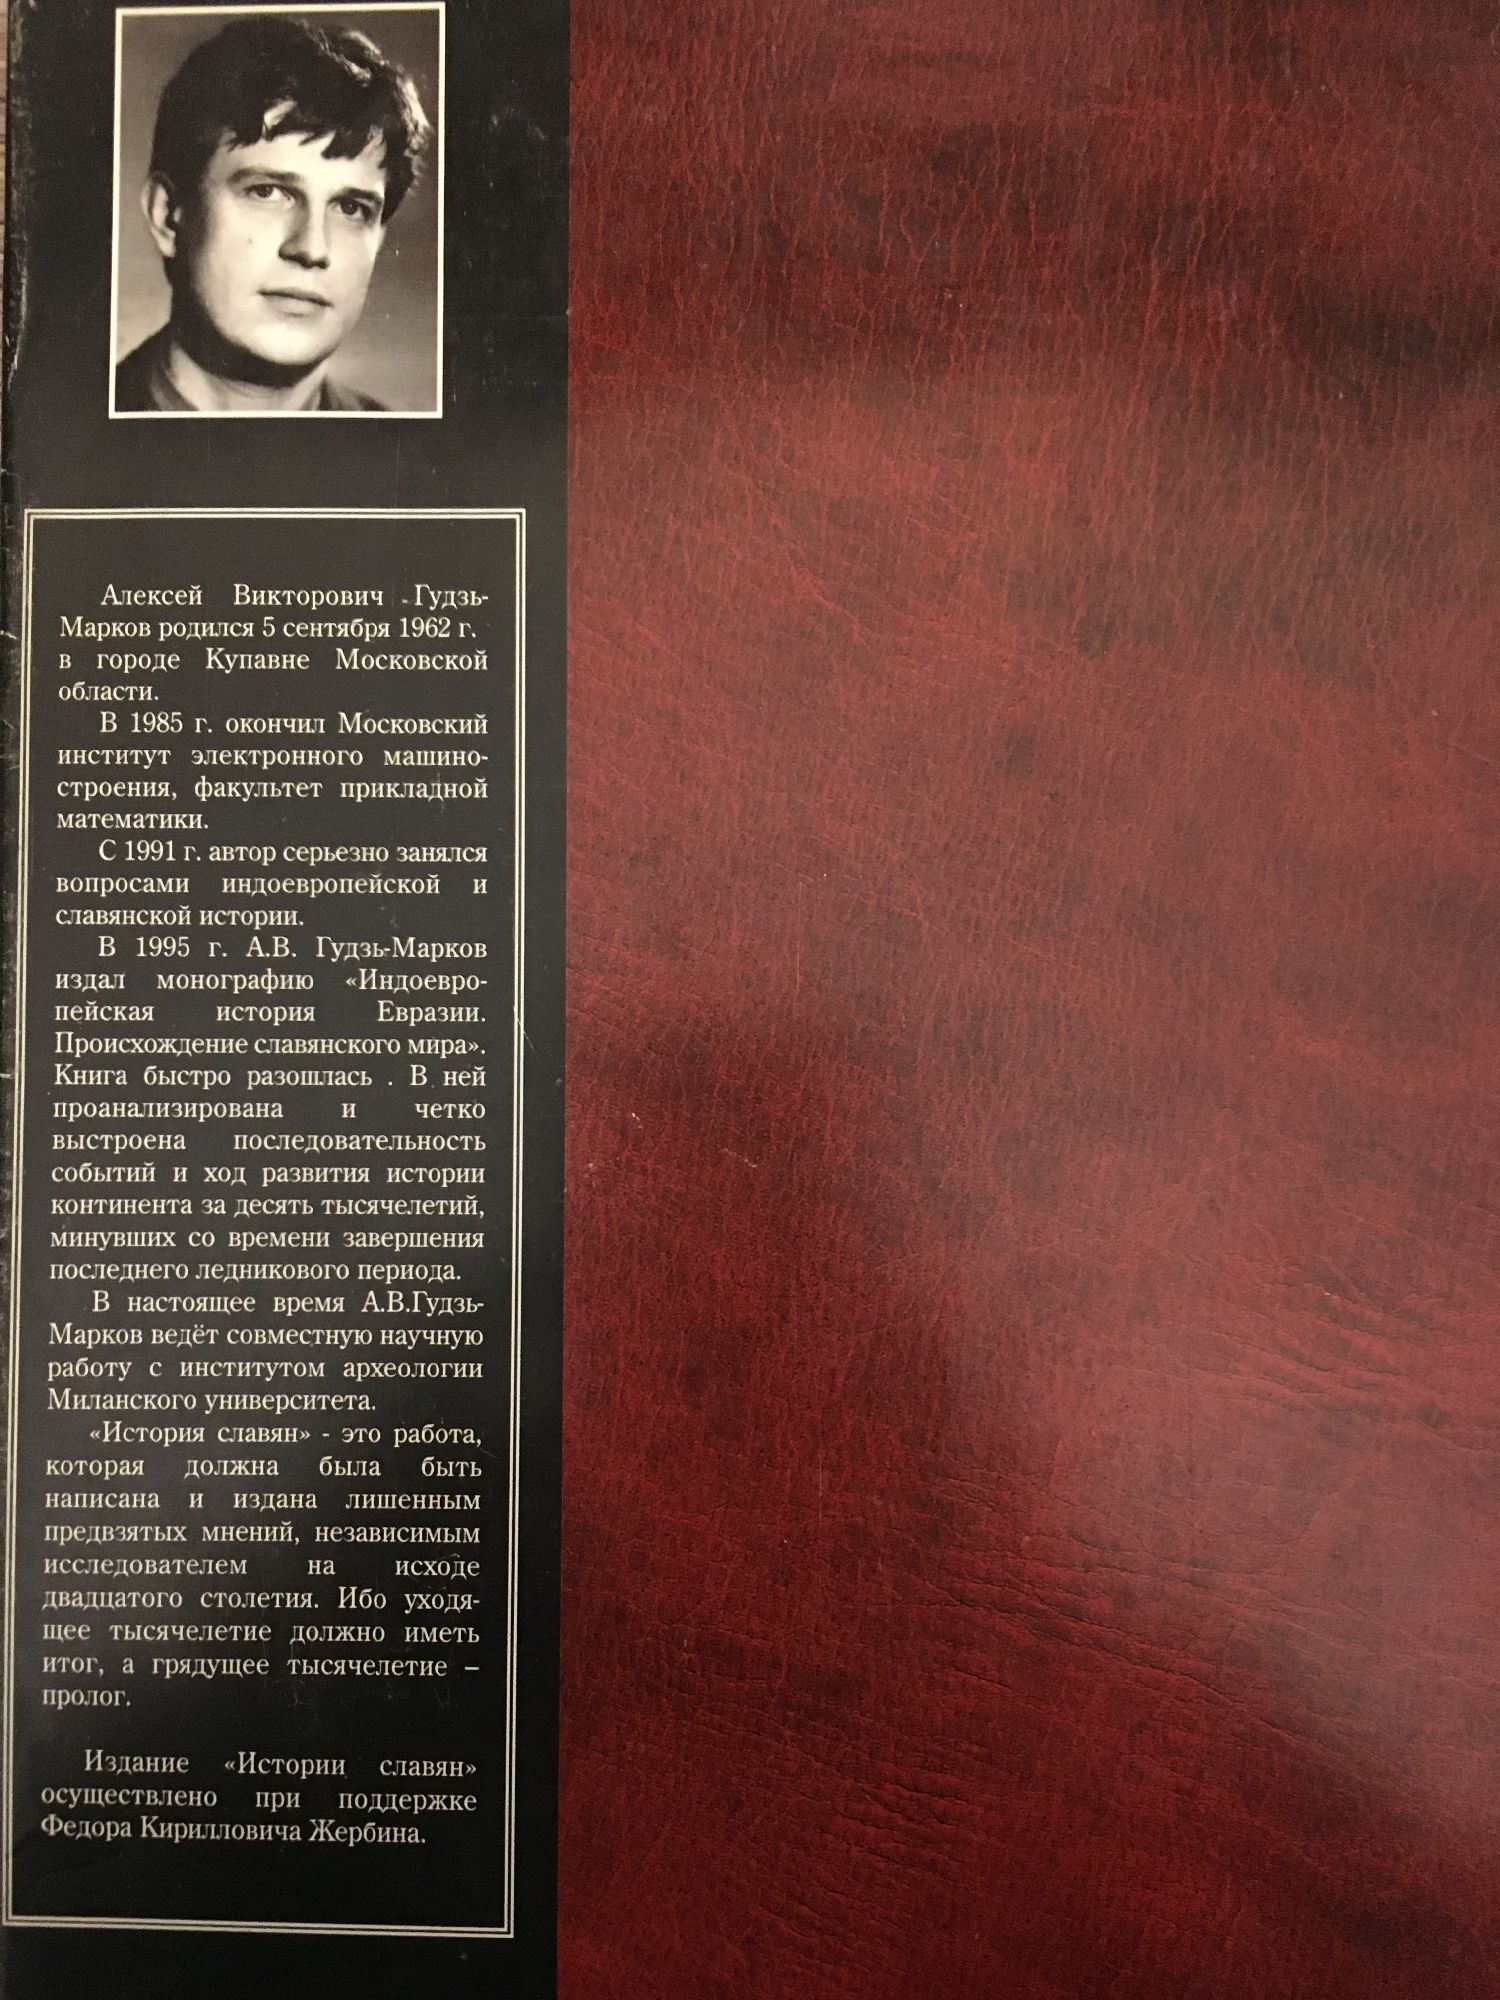 Алексей Викторович Гудзь-
Марков родился 5 сентября 1962 г.
в городе Купавне Московской
области.
В 1985 г. окончил Московский
институт электронного машино-
строения, факультет прикладной
математики.
С 1991 г. автор серьезно занялся
вопросами индоевропейской и
славянской истории.
В 1995 г. А.В. Гудзь-Марков
издал монографию «Индоевро-
пейская история Евразии.
Происхождение славянского мира».
Книга быстро разошлась . В ней
проанализирована и четко
выстроена последовательность
событий и ход развития истории
континента за десять тысячелетий,
минувших со времени завершения
последнего ледникового периода.
В настоящее время А.В.Гудзь-
Марков ведёт совместную научную
работу с институтом археологии
Миланского университета.
«История славян» - это работа,
которая должна была быть
написана и издана лишенным
предвзятых мнений, независимым
исследователем на исходе
двадцатого столетия. Ибо уходя-
щее тысячелетие должно иметь
итог, а грядущее тысячелетие –
пролог.
Издание «Истории славян»
осуществлено при поддержке
Федора Кирилловича Жербина.